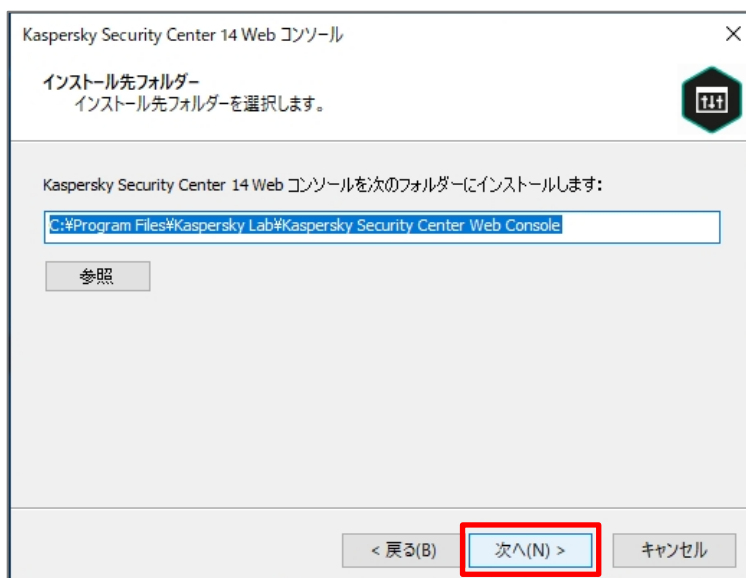 Kaspersky Security Center 14 Web コンソール
インストール先フォルダー
インストール先フォルダーを選択します。
Kaspersky Security Center 14 Web コンソールを次のフォルダーにインストールします:
C:¥Program Files¥Kaspersky Lab¥Kaspersky Security Center Web Console
参照
< 戻る(B)
次へ(N) >
キャンセル